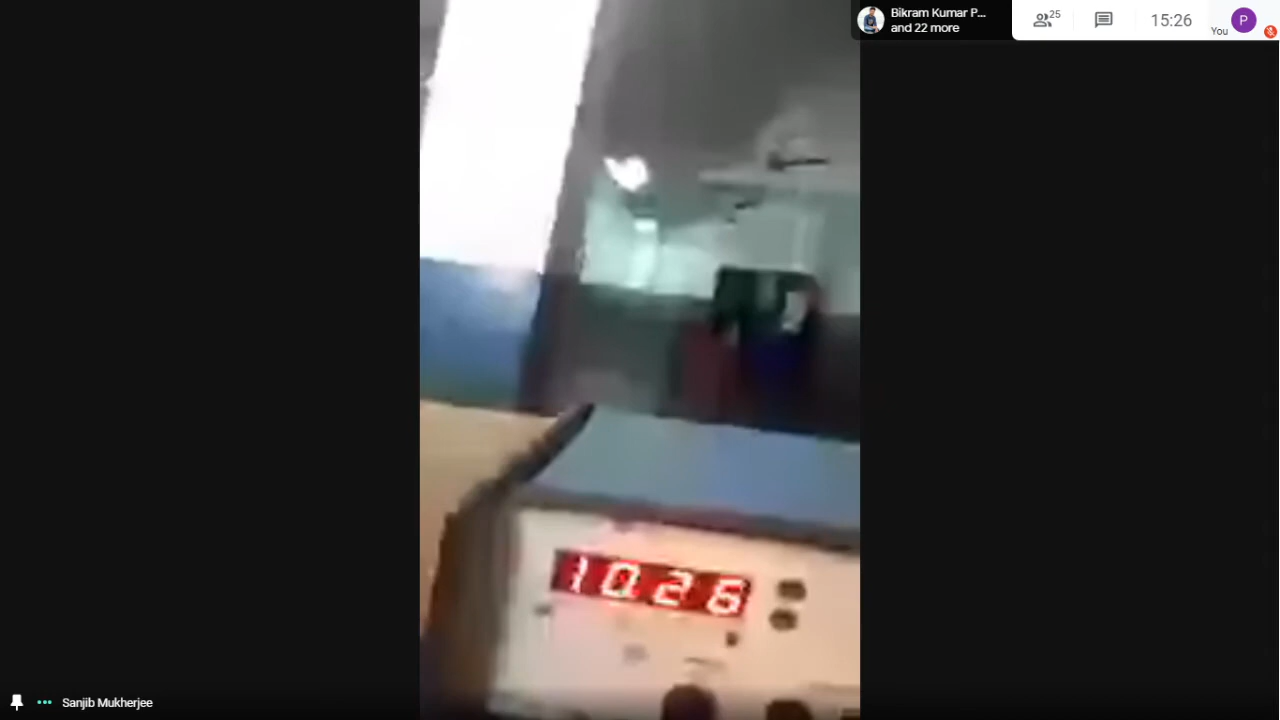 Bikram Kumar P...
and 22 more
25
15:26
You
P
10.26
Sanjib Mukherjee